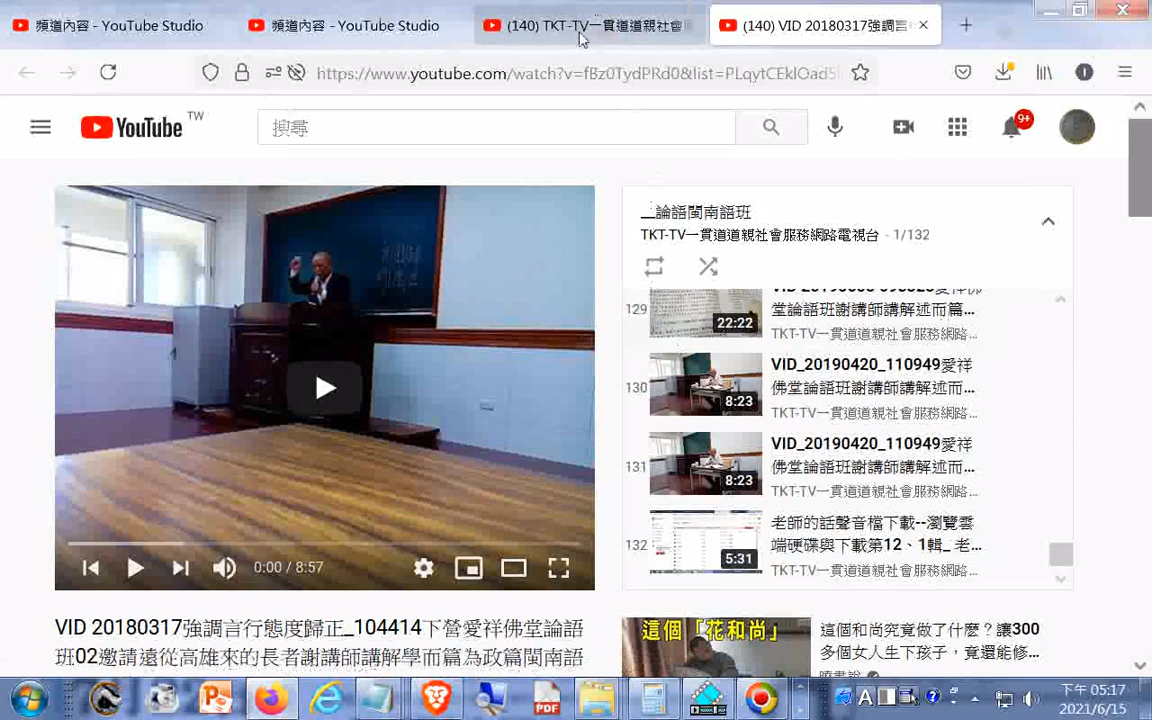 頻道內容 - YouTube Studio
頻道內容 - YouTube Studio
(140) TKT-TV一貫道道親社會服
(140) VID 20180317強調言行
https://www.youtube.com/watch?v=fBz0TydPRd0&list=PLqytCEklOad5
YouTube TW
搜尋
9+
二論語閩南語班
TKT-TV一貫道道親社會服務網路電視台 - 1/132
129
22:22
堂論語班謝講師講解述而篇...
TKT-TV一貫道道親社會服務網路...
130
8:23
VID_20190420_110949愛祥
佛堂論語班謝講師講解述而...
TKT-TV一貫道道親社會服務網路...
131
8:23
VID_20190420_110949愛祥
佛堂論語班謝講師講解述而...
TKT-TV一貫道道親社會服務網路...
132
5:31
老師的話聲音檔下載--瀏覽雲
端硬碟與下載第12、1輯_ 老...
TKT-TV一貫道道親社會服務網路...
0:00 / 8:57
VID 20180317強調言行態度歸正_104414下營愛祥佛堂論語
班02邀請遠從高雄來的長者謝講師講解學而篇為政篇閩南語
這個「花和尚」
這個和尚究竟做了什麼？讓300
多個女人生下孩子，竟還能修...
PDF
下午 05:17
2021/6/15